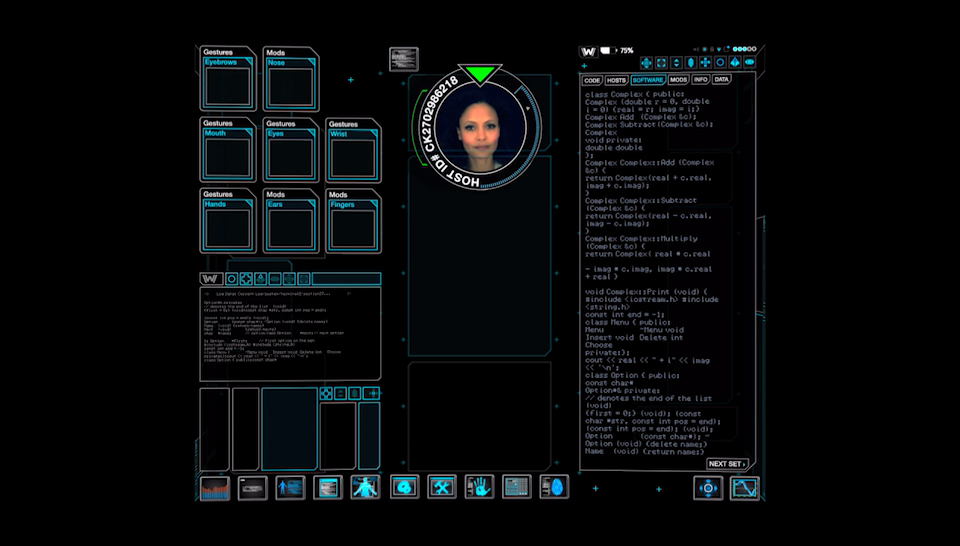 Gestures
Eyebrows
Mods
Nose
Gestures
Mouth
Gestures
Eyes
Gestures
Wrist
Gestures
Hands
Mods
Ears
Mods
Fingers
HOST ID# CK2702986218
W
75%
CODE
HOSTS
SOFTWARE
MODS
INFO
DATA
class Complex { public:
Complex (double r = 0, double
i = 0) {real = r; imag = i;}
Complex Add (Complex &c);
Complex Subtract(Complex &c);
Complex
void private:
double double
};
Complex Complex::Add (Complex
&c) {
return Complex(real + c.real,
imag + c.imag);
}
Complex Complex::Subtract
(Complex &c) {
return Complex(real - c.real,
imag - c.imag);
}
Complex Complex::Multiply
(Complex &c) {
return Complex( real * c.real
- imag * c.imag, imag * c.real
+ real )
void Complex::Print (void) {
#include <iostream.h> #include
<string.h>
const int end = -1;
class Menu { public:
Menu ~Menu void
Insert void Delete int
Choose
private:};
cout << real << " + i" << imag
<< '\n';
class Option { public:
const char*
Option*& private:
// denotes the end of the list
(void)
{first = 0;} (void); (const
char *str, const int pos = end);
(const int pos = end); (void);
Option (const char*); ~
Option (void) {delete name;}
Name (void) {return name;}
NEXT SET ›
W
// denotes the end of the list